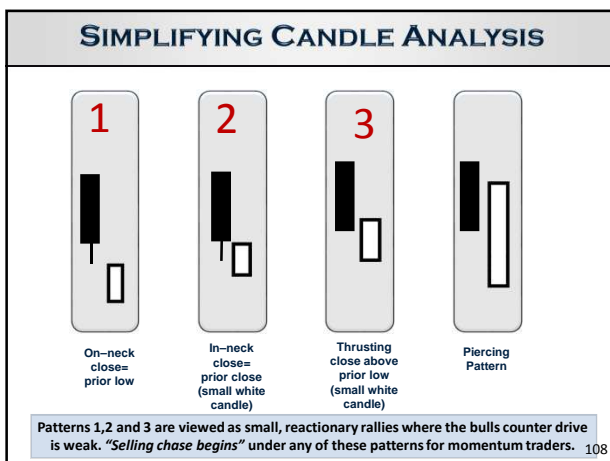 SIMPLIFYING CANDLE ANALYSIS
1
2
3
On–neck
close=
prior low
In–neck
close=
prior close
(small white
candle)
Thrusting
close above
prior low
(small white
candle)
Piercing
Pattern
Patterns 1,2 and 3 are viewed as small, reactionary rallies where the bulls counter drive
is weak. “Selling chase begins” under any of these patterns for momentum traders.
108